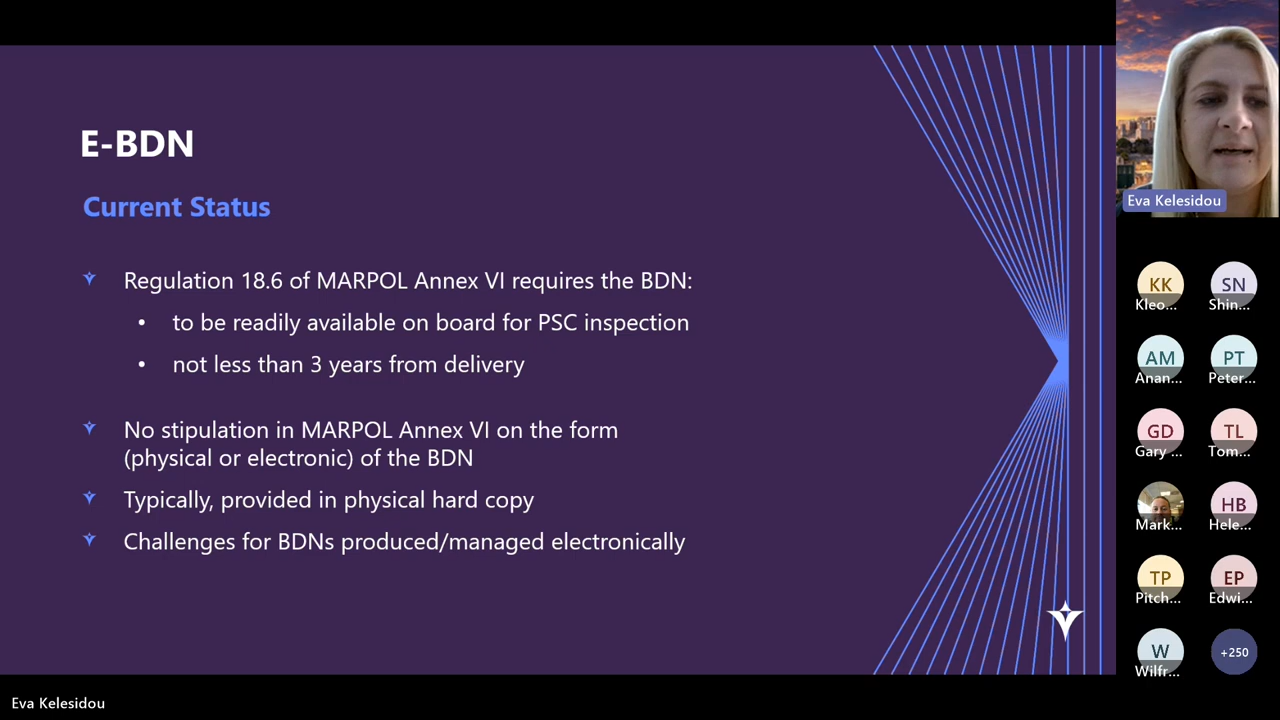 E-BDN
Current Status
Regulation 18.6 of MARPOL Annex VI requires the BDN:
• to be readily available on board for PSC inspection
• not less than 3 years from delivery
No stipulation in MARPOL Annex VI on the form
(physical or electronic) of the BDN
Typically, provided in physical hard copy
Challenges for BDNs produced/managed electronically
Eva Kelesidou
KK
SN
Kleo...
Shin...
AM
PT
Anan...
Peter...
GD
TL
Gary ...
Tom...
HB
Mark...
Hele...
TP
EP
Pitch...
Edwi...
W
+250
Wilfr...
Eva Kelesidou